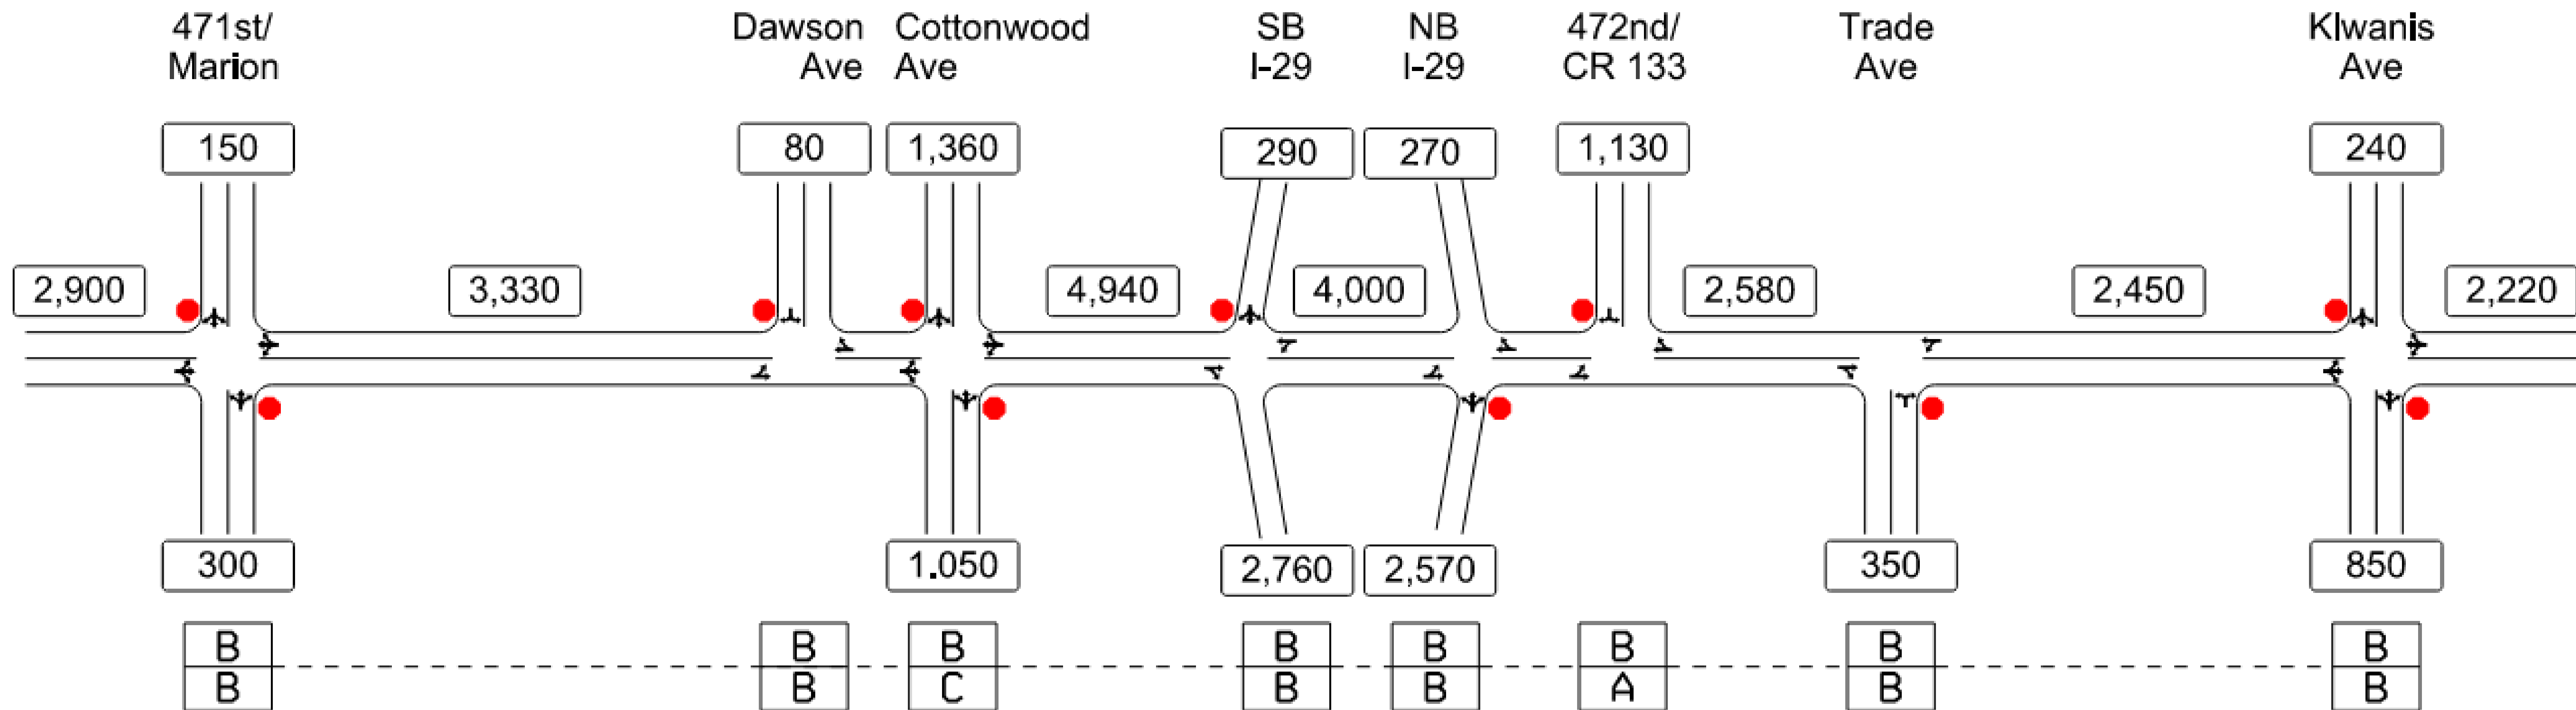 471st/
Marion
Dawson
Ave
Cottonwood
Ave
SB
I-29
NB
I-29
472nd/
CR 133
Trade
Ave
Klwanis
Ave
150
80
1,360
290
270
1,130
240
2,900
3,330
4,940
4,000
2,580
2,450
2,220
300
1.050
2,760
2,570
350
850
B
B
B
B
B
C
B
B
B
B
B
A
B
B
B
B